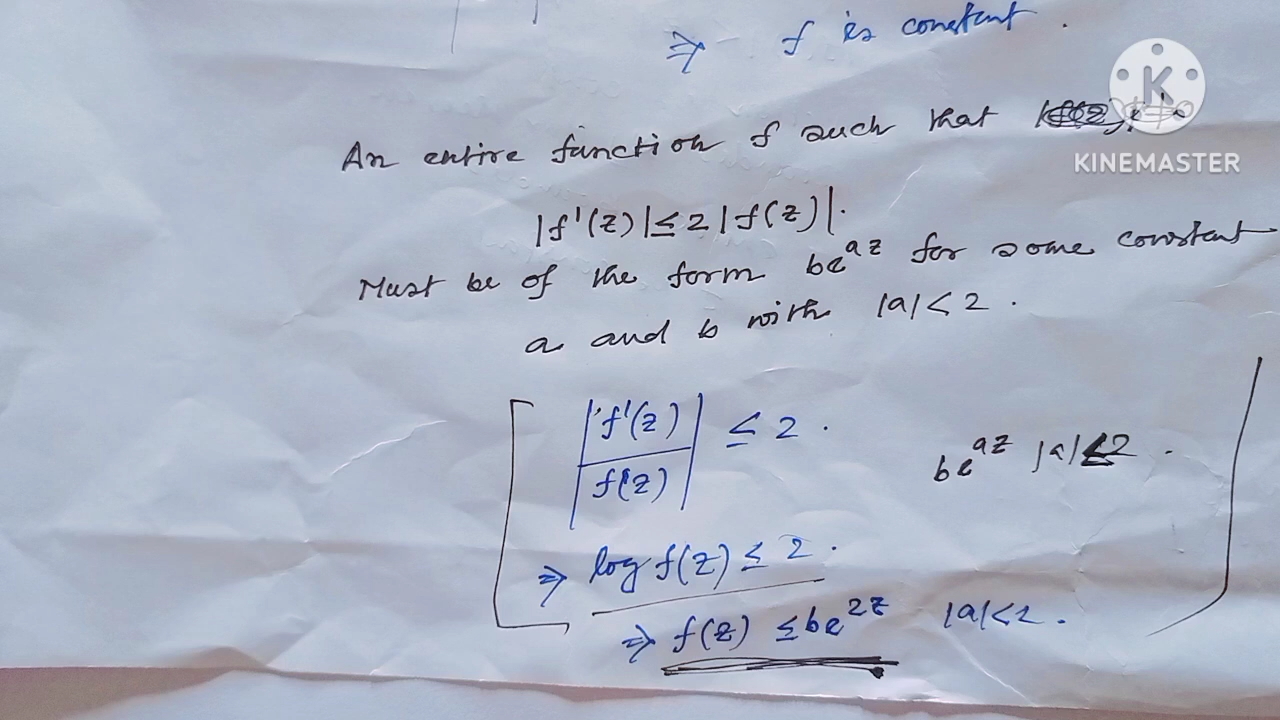 ⇒ f is constant.
An entire function f such that
|f'(z)| ≤ 2 |f(z)|.
Must be of the form be^{az} for some constant
a and b with |a| < 2.
|f'(z)/f(z)| ≤ 2.
be^{az} |a| ≤ 2.
⇒ log f(z) ≤ 2.
⇒ f(z) ≤ be^{2z} |a| < 2.
K
KINEMASTER